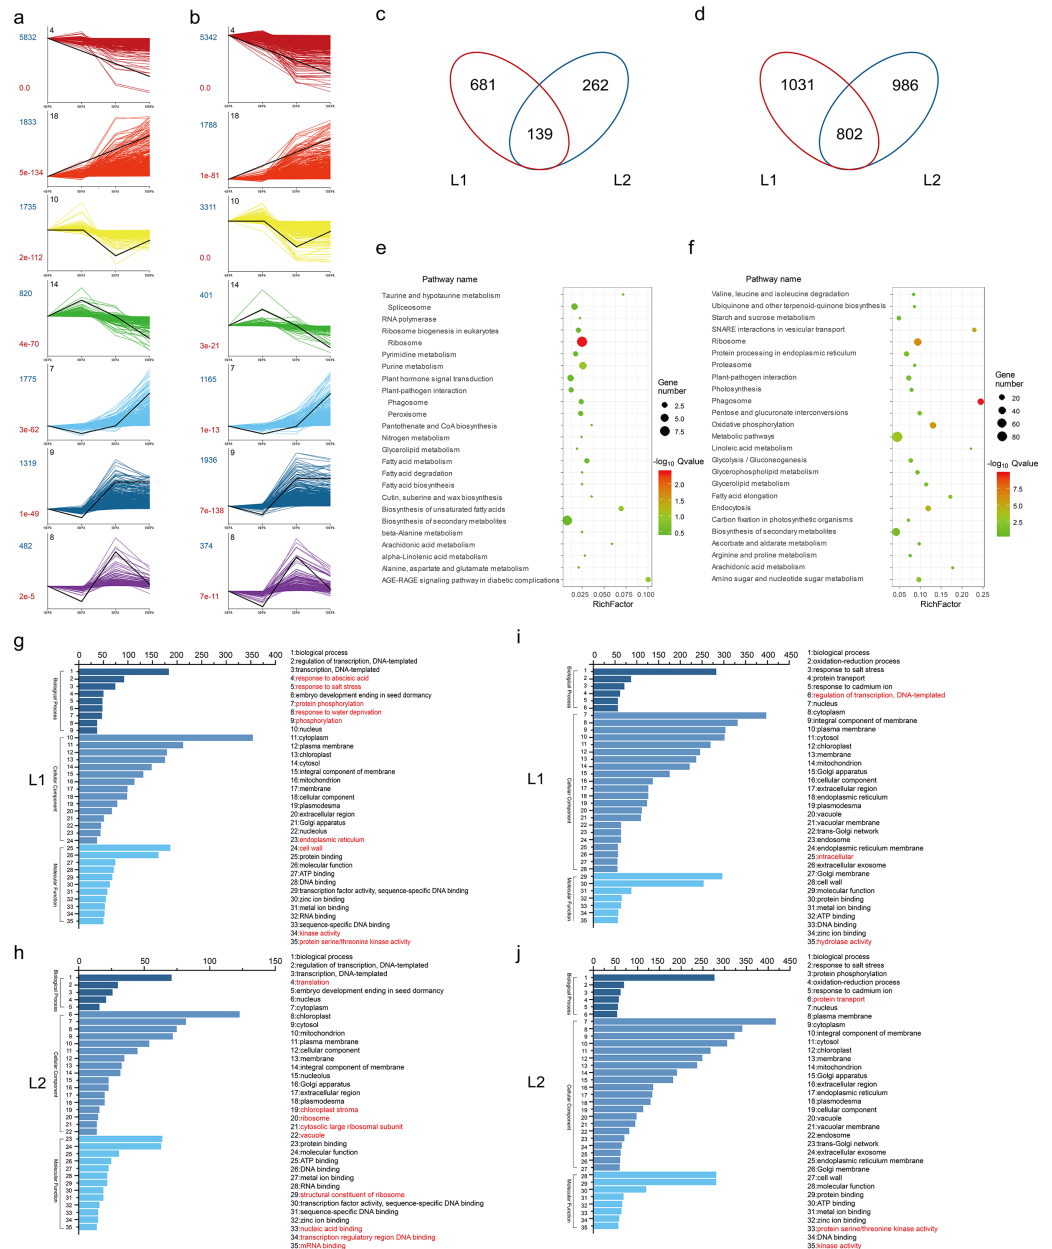 a
b
c
d
4
5832
0.0
18
1833
5e-134
10
1735
2e-112
14
820
4e-70
7
1775
3e-62
9
1319
1e-49
8
482
2e-5
4
5342
0.0
18
1788
1e-81
10
3311
0.0
14
401
3e-21
7
1165
1e-13
9
1936
7e-138
8
374
7e-11
681
262
139
L1
L2
1031
986
802
L1
L2
e
Pathway name
Taurine and hypotaurine metabolism
Spliceosome
RNA polymerase
Ribosome biogenesis in eukaryotes
Ribosome
Pyrimidine metabolism
Purine metabolism
Plant hormone signal transduction
Plant-pathogen interaction
Phagosome
Peroxisome
Pantothenate and CoA biosynthesis
Nitrogen metabolism
Glycerolipid metabolism
Fatty acid metabolism
Fatty acid degradation
Fatty acid biosynthesis
Cutin, suberine and wax biosynthesis
Biosynthesis of unsaturated fatty acids
Biosynthesis of secondary metabolites
beta-Alanine metabolism
Arachidonic acid metabolism
alpha-Linolenic acid metabolism
Alanine, aspartate and glutamate metabolism
AGE-RAGE signaling pathway in diabetic complications
0.025 0.050 0.075 0.100
RichFactor
Gene
number
2.5
5.0
7.5
-log10 Qvalue
2.0
1.5
1.0
0.5
f
Pathway name
Valine, leucine and isoleucine degradation
Ubiquinone and other terpenoid-quinone biosynthesis
Starch and sucrose metabolism
SNARE interactions in vesicular transport
Ribosome
Protein processing in endoplasmic reticulum
Proteasome
Plant-pathogen interaction
Photosynthesis
Phagosome
Pentose and glucuronate interconversions
Oxidative phosphorylation
Metabolic pathways
Linoleic acid metabolism
Glycolysis / Gluconeogenesis
Glycerophospholipid metabolism
Glycerolipid metabolism
Fatty acid elongation
Endocytosis
Carbon fixation in photosynthetic organisms
Biosynthesis of secondary metabolites
Ascorbate and aldarate metabolism
Arginine and proline metabolism
Arachidonic acid metabolism
Amino sugar and nucleotide sugar metabolism
0.05 0.10 0.15 0.20 0.25
RichFactor
Gene
number
20
40
60
80
-log10 Qvalue
7.5
5.0
2.5
g
0 50 100 150 200 250 300 350 400
Biological Process
Cellular Component
Molecular Function
L1
1:biological process
2:regulation of transcription, DNA-templated
3:transcription, DNA-templated
4:response to abscisic acid
5:response to salt stress
6:embryo development ending in seed dormancy
7:protein phosphorylation
8:response to water deprivation
9:phosphorylation
10:nucleus
11:cytoplasm
12:plasma membrane
13:chloroplast
14:cytosol
15:integral component of membrane
16:mitochondrion
17:membrane
18:cellular component
19:plasmodesma
20:extracellular region
21:Golgi apparatus
22:nucleolus
23:endoplasmic reticulum
24:cell wall
25:protein binding
26:molecular function
27:ATP binding
28:DNA binding
29:transcription factor activity, sequence-specific DNA binding
30:zinc ion binding
31:metal ion binding
32:RNA binding
33:sequence-specific DNA binding
34:kinase activity
35:protein serine/threonine kinase activity
i
0 50 100 150 200 250 300 350 400 450
Biological Process
Cellular Component
Molecular Function
L1
1:biological process
2:oxidation-reduction process
3:response to salt stress
4:protein transport
5:response to cadmium ion
6:regulation of transcription, DNA-templated
7:nucleus
8:cytoplasm
9:integral component of membrane
10:plasma membrane
11:cytosol
12:chloroplast
13:membrane
14:mitochondrion
15:Golgi apparatus
16:cellular component
17:extracellular region
18:endoplasmic reticulum
19:plasmodesma
20:vacuole
21:vacuolar membrane
22:trans-Golgi network
23:endosome
24:endoplasmic reticulum membrane
25:intracellular
26:extracellular exosome
27:Golgi membrane
28:cell wall
29:molecular function
30:protein binding
31:metal ion binding
32:ATP binding
33:DNA binding
34:zinc ion binding
35:hydrolase activity
h
0 50 100 150
Biological Process
Cellular Component
Molecular Function
L2
1:biological process
2:regulation of transcription, DNA-templated
3:transcription, DNA-templated
4:translation
5:embryo development ending in seed dormancy
6:nucleus
7:cytoplasm
8:chloroplast
9:cytosol
10:mitochondrion
11:plasma membrane
12:cellular component
13:membrane
14:integral component of membrane
15:nucleolus
16:Golgi apparatus
17:extracellular region
18:plasmodesma
19:chloroplast stroma
20:ribosome
21:cytosolic large ribosomal subunit
22:vacuole
23:protein binding
24:molecular function
25:ATP binding
26:DNA binding
27:metal ion binding
28:RNA binding
29:structural constituent of ribosome
30:transcription factor activity, sequence-specific DNA binding
31:sequence-specific DNA binding
32:zinc ion binding
33:nucleic acid binding
34:transcription regulatory region DNA binding
35:mRNA binding
j
0 50 100 150 200 250 300 350 400 450
Biological Process
Cellular Component
Molecular Function
L2
1:biological process
2:response to salt stress
3:protein phosphorylation
4:oxidation-reduction process
5:response to cadmium ion
6:protein transport
7:nucleus
8:plasma membrane
9:cytoplasm
10:integral component of membrane
11:cytosol
12:chloroplast
13:membrane
14:mitochondrion
15:Golgi apparatus
16:extracellular region
17:endoplasmic reticulum
18:plasmodesma
19:cellular component
20:vacuole
21:vacuolar membrane
22:endosome
23:trans-Golgi network
24:extracellular exosome
25:endoplasmic reticulum membrane
26:Golgi membrane
27:cell wall
28:molecular function
29:protein binding
30:ATP binding
31:metal ion binding
32:zinc ion binding
33:protein serine/threonine kinase activity
34:DNA binding
35:kinase activity